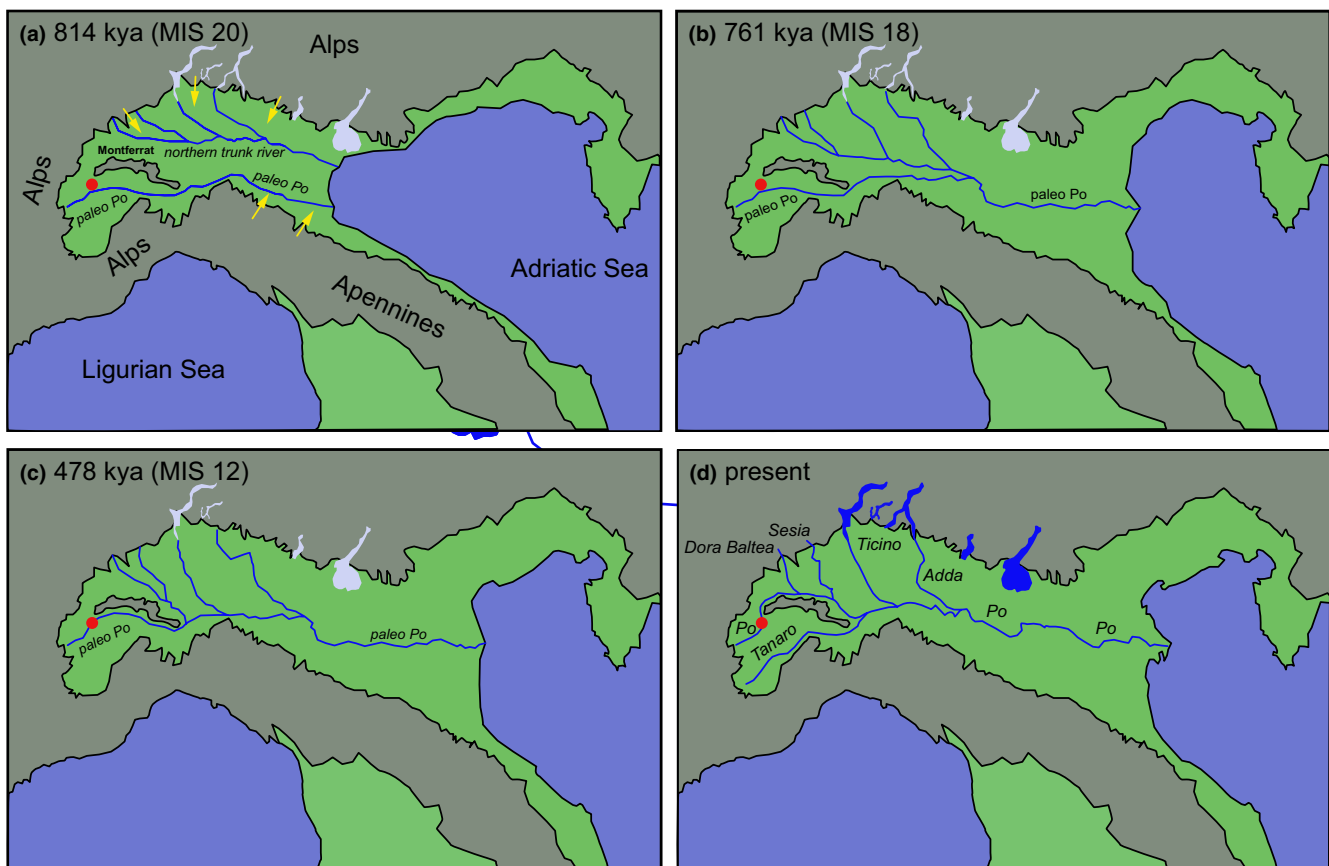 (a) 814 kya (MIS 20)
Alps
Montferrat
northern trunk river
Alps
paleo Po
paleo Po
Alps
Adriatic Sea
Apennines
Ligurian Sea
(b) 761 kya (MIS 18)
paleo Po
paleo Po
(c) 478 kya (MIS 12)
paleo Po
paleo Po
(d) present
Sesia
Dora Baltea
Ticino
Adda
Po
Po
Po
Tanaro